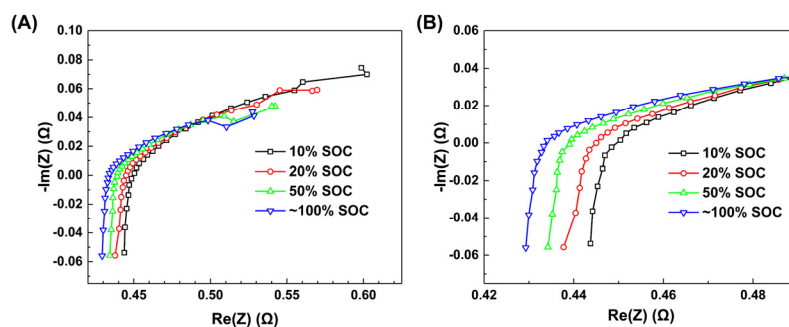 (A)
0.10
0.08
0.06
0.04
0.02
0.00
-0.02
-0.04
-0.06
-Im(Z) (Ω)
10% SOC
20% SOC
50% SOC
~100% SOC
0.45
0.50
0.55
0.60
Re(Z) (Ω)
(B)
0.06
0.04
0.02
0.00
-0.02
-0.04
-0.06
-Im(Z) (Ω)
10% SOC
20% SOC
50% SOC
~100% SOC
0.42
0.44
0.46
0.48
Re(Z) (Ω)